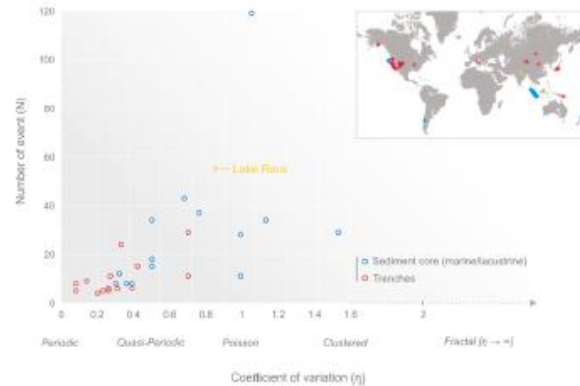 120
100
80
60
40
20
0
Number of event (N)
Lake Rara
Sediment core (marine/lacustrine)
Trenches
0 0.2 0.4 0.6 0.8 1 1.2 1.4 1.6 2
Periodic Quasi-Periodic Poisson Clustered Fractal (η → ∞)
Coefficient of variation (η)